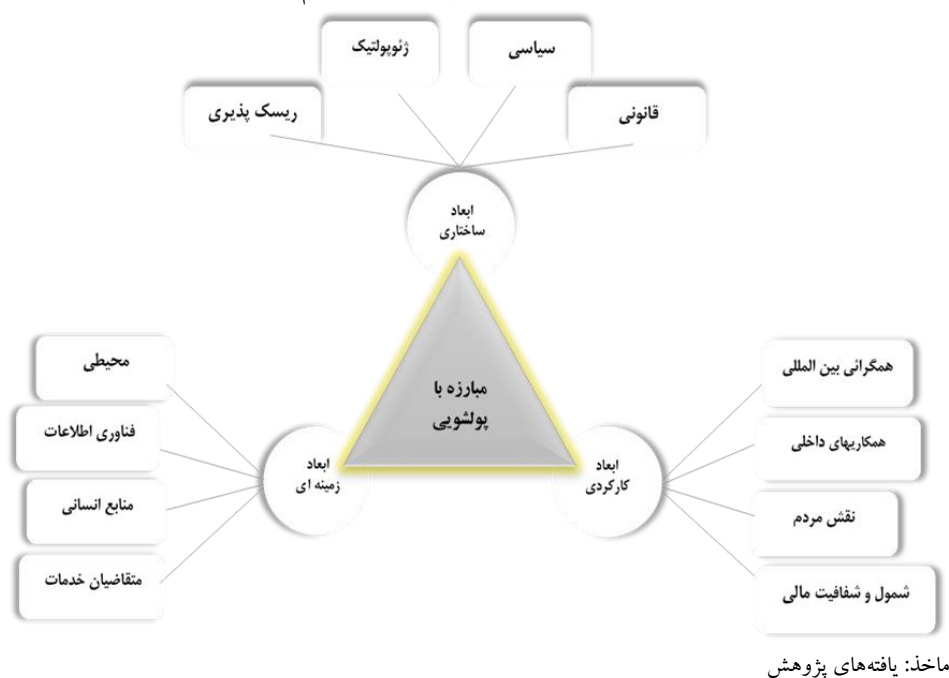 ژئوپولتیک
سیاسی
ریسک پذیری
قانونی
ابعاد
ساختاری
مبارزه با
پولشویی
همگرائی بین المللی
همکاریهای داخلی
نقش مردم
شمول و شفافیت مالی
ابعاد
کارکردی
ابعاد
زمینه ای
محیطی
فناوری اطلاعات
منابع انسانی
متقاضیان خدمات
ماخذ: یافته‌های پژوهش